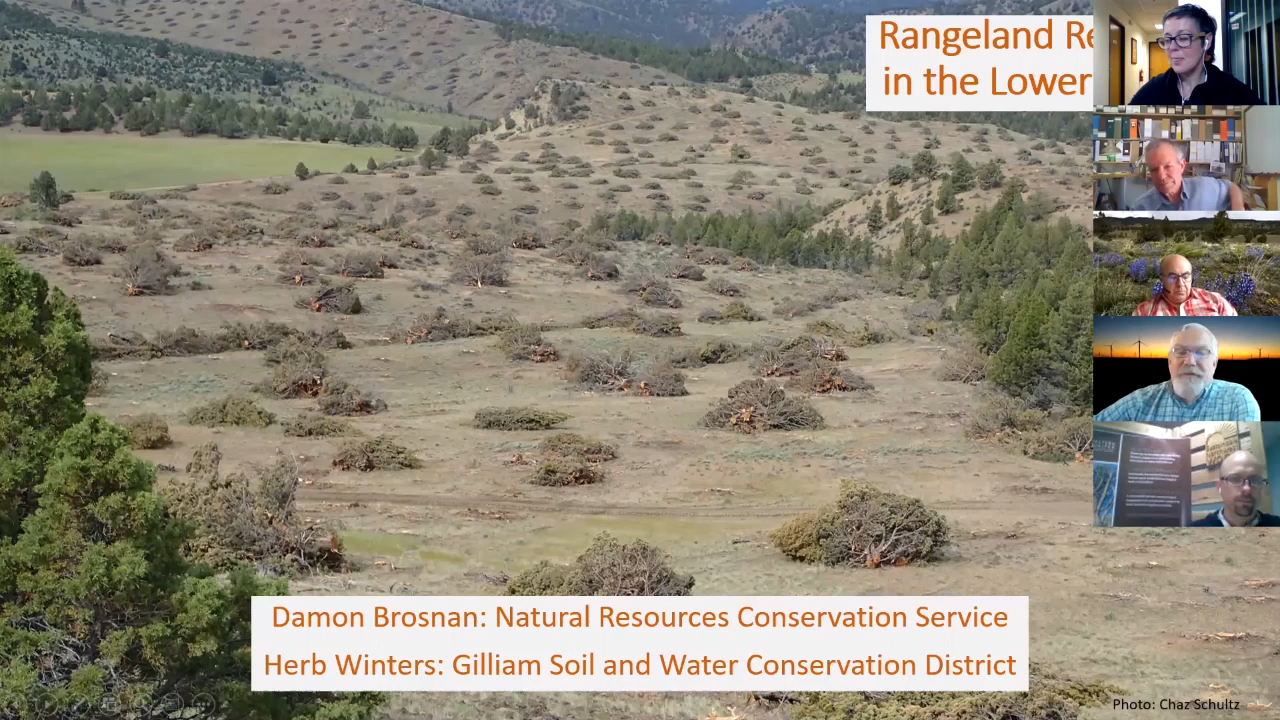 Rangeland Re
in the Lower
Damon Brosnan: Natural Resources Conservation Service
Herb Winters: Gilliam Soil and Water Conservation District
Photo: Chaz Schultz